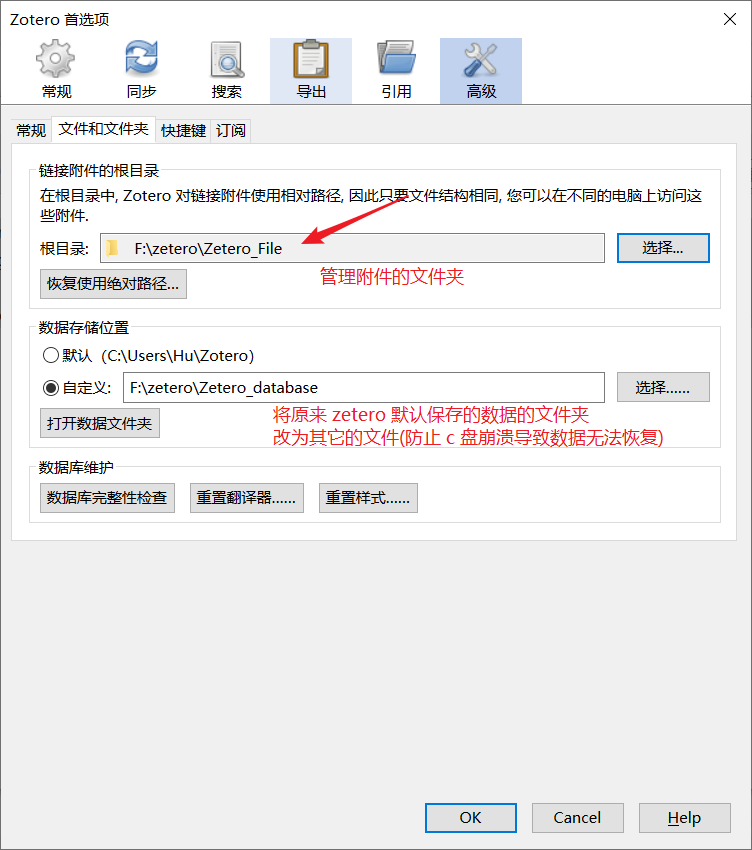 Zotero 首选项
常规 同步 搜索 导出 引用 高级
常规 文件和文件夹 快捷键 订阅
链接附件的根目录
在根目录中, Zotero 对链接附件使用相对路径, 因此只要文件结构相同, 您可以在不同的电脑上访问这
些附件.
根目录: F:\zetero\Zetero_File 选择...
恢复使用绝对路径... 管理附件的文件夹
数据存储位置
默认（C:\Users\Hu\Zotero）
自定义: F:\zetero\Zetero_database 选择......
打开数据文件夹
将原来 zetero 默认保存的数据的文件夹
改为其它的文件(防止 c 盘崩溃导致数据无法恢复)
数据库维护
数据库完整性检查 重置翻译器...... 重置样式......
OK Cancel Help